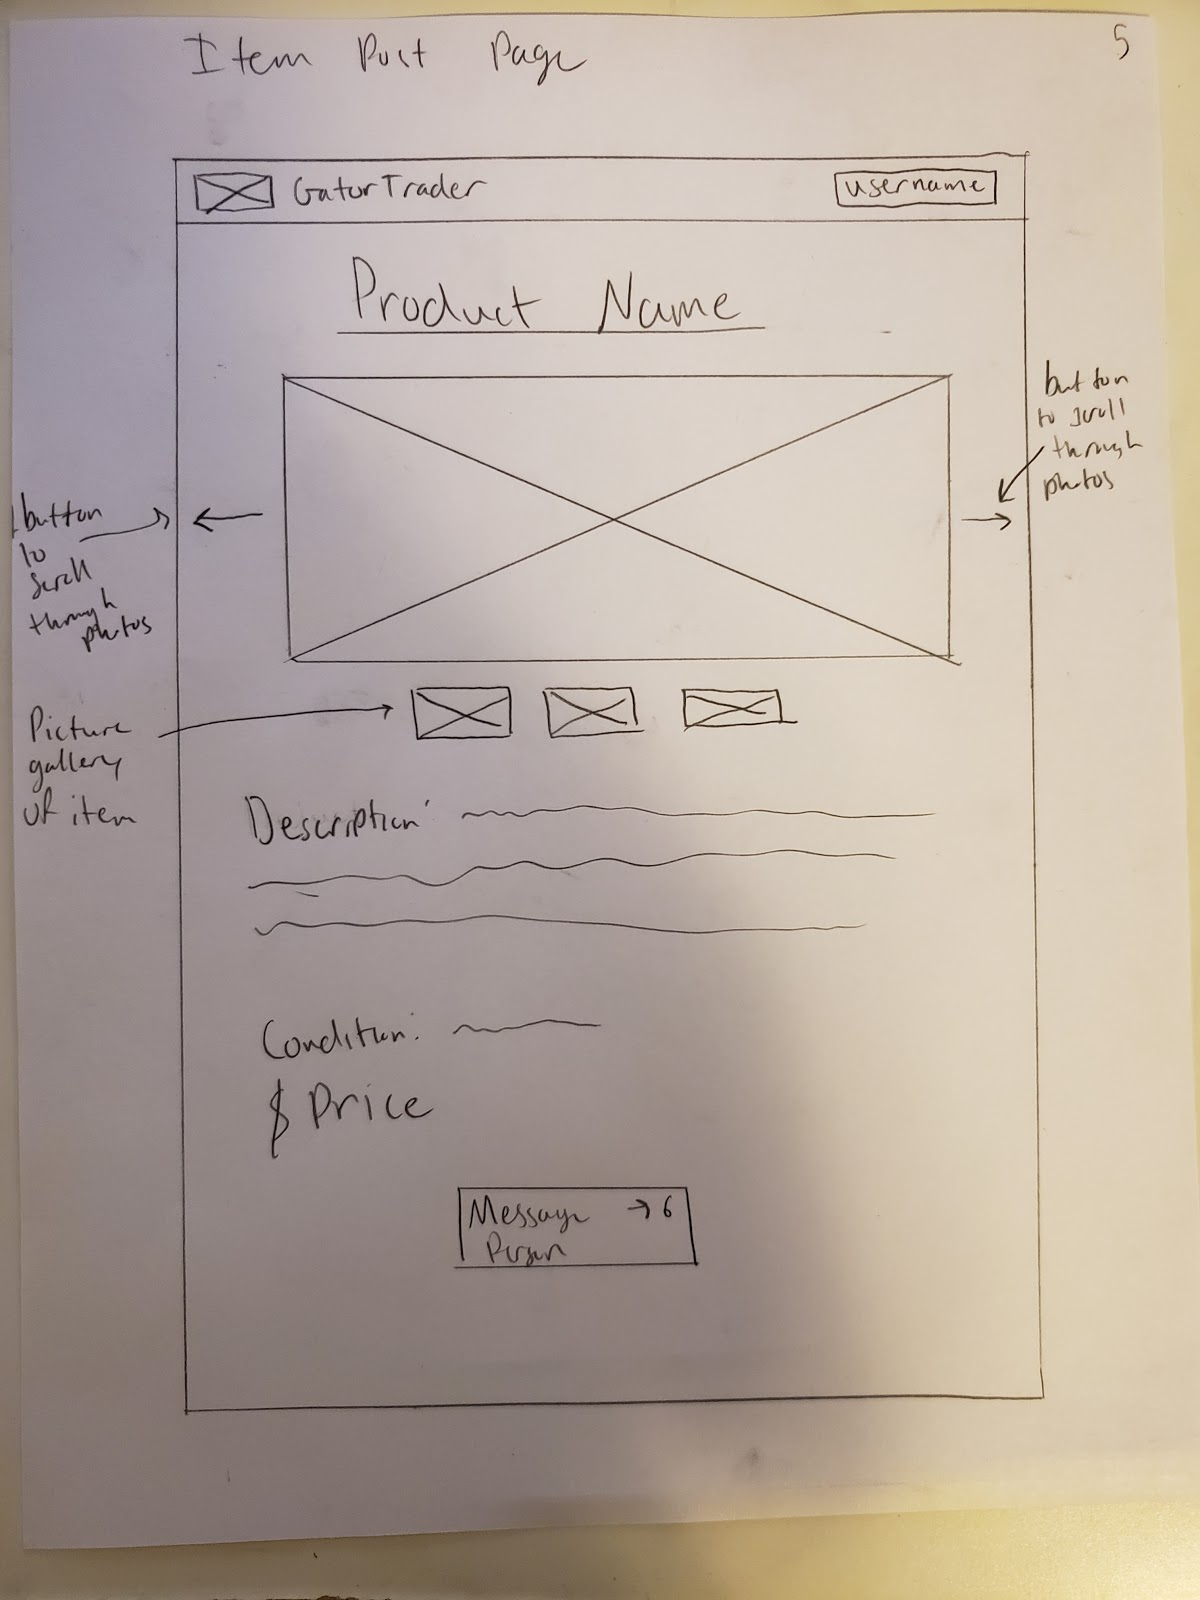 Item Post Page
5
GatorTrader
username
Product Name
button
to scroll
through
photos
button
to
scroll
through
photos
Picture
gallery
of item
Description:
Condition:
$ Price
Message → 6
Person